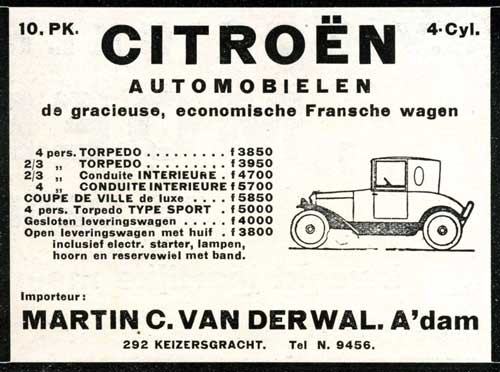 10. PK. CITROËN 4-Cyl.
AUTOMOBIELEN
de gracieuse, economische Fransche wagen
4 pers. TORPEDO . . . . . . . . . f 3850
2/3 „ TORPEDO . . . . . . . . . f 3950
2/3 „ Conduite INTERIEURE . f 4700
4 „ CONDUITE INTERIEURE f 5700
COUPE DE VILLE de luxe . . . . f 5850
4 pers. Torpedo TYPE SPORT . f 5000
Gesloten leveringswagen . . . . f 4000
Open leveringswagen met huif . f 3800
inclusief electr. starter, lampen,
hoorn en reservewiel met band.
Importeur:
MARTIN C. VAN DER WAL. A'dam
292 KEIZERSGRACHT. Tel N. 9456.